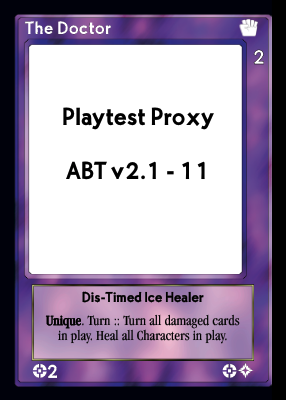 The Doctor
2
Playtest Proxy
ABT v2.1 - 11
Dis-Timed Ice Healer
Unique. Turn :: Turn all damaged cards
in play. Heal all Characters in play.
2